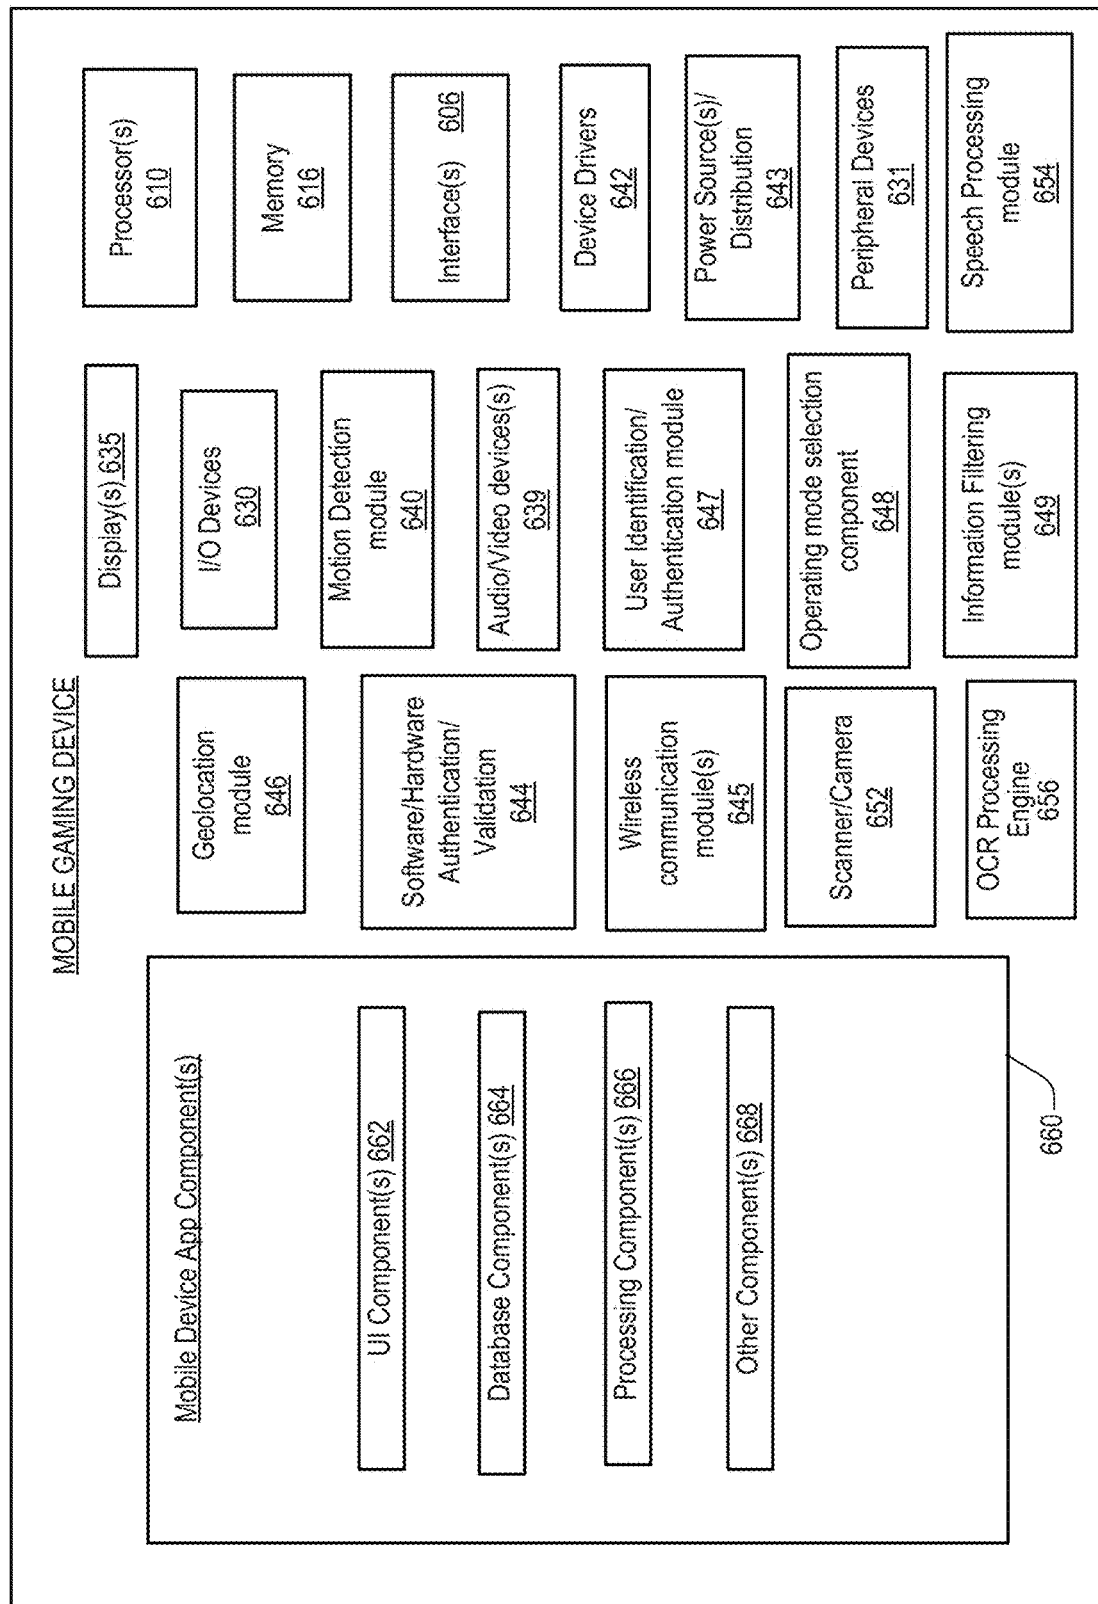 MOBILE GAMING DEVICE
Mobile Device App Component(s)
UI Component(s) 662
Database Component(s) 664
Processing Component(s) 666
Other Component(s) 668
660
Geolocation
module
646
Software/Hardware
Authentication/
Validation
644
Wireless
communication
module(s)
645
Scanner/Camera
652
OCR Processing
Engine
656
Display(s) 635
I/O Devices
630
Motion Detection
module
640
Audio/Video devices(s)
639
User Identification/
Authentication module
647
Operating mode selection
component
648
Information Filtering
module(s)
649
Processor(s)
610
Memory
616
Interface(s) 606
Device Drivers
642
Power Source(s)/
Distribution
643
Peripheral Devices
631
Speech Processing
module
654